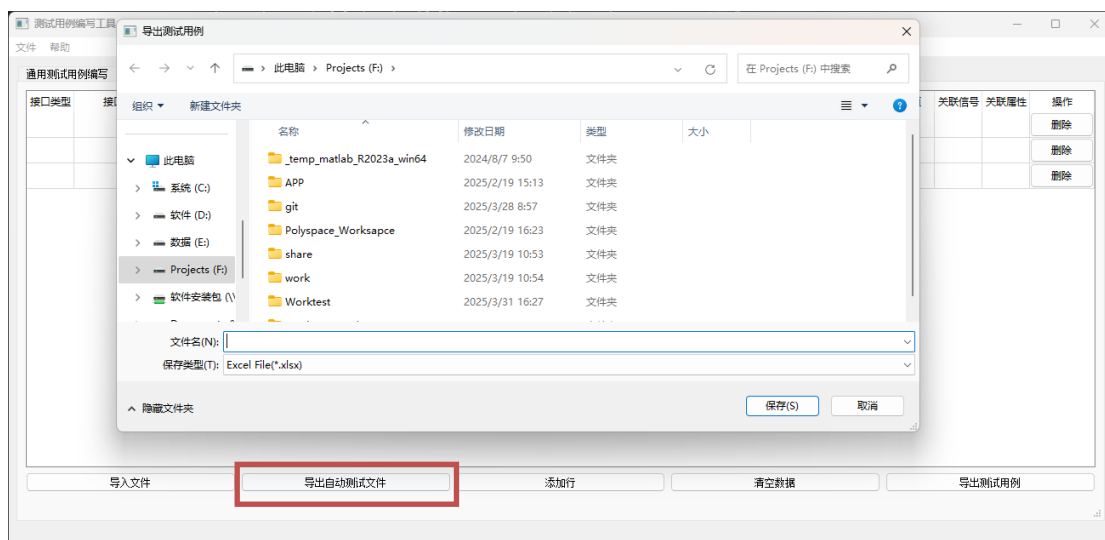 测试用例编写工具
导出测试用例
文件 帮助
此电脑 > Projects (F:) >
在 Projects (F:) 中搜索
通用测试用例编写
组织 新建文件夹
接口类型 关联信号 关联属性 操作
名称 修改日期 类型 大小
删除
_temp_matlab_R2023a_win64 2024/8/7 9:50 文件夹
删除
此电脑
APP 2025/2/19 15:13 文件夹
删除
系统 (C:)
git 2025/3/28 8:57 文件夹
软件 (D:)
Polyspace_Worksapce 2025/2/19 16:23 文件夹
数据 (E:)
share 2025/3/19 10:53 文件夹
Projects (F:)
work 2025/3/19 10:54 文件夹
软件安装包 (\\
Worktest 2025/3/31 16:27 文件夹
文件名(N):
保存类型(T): Excel File(*.xlsx)
隐藏文件夹 保存(S) 取消
导入文件 导出自动测试文件 添加行 清空数据 导出测试用例